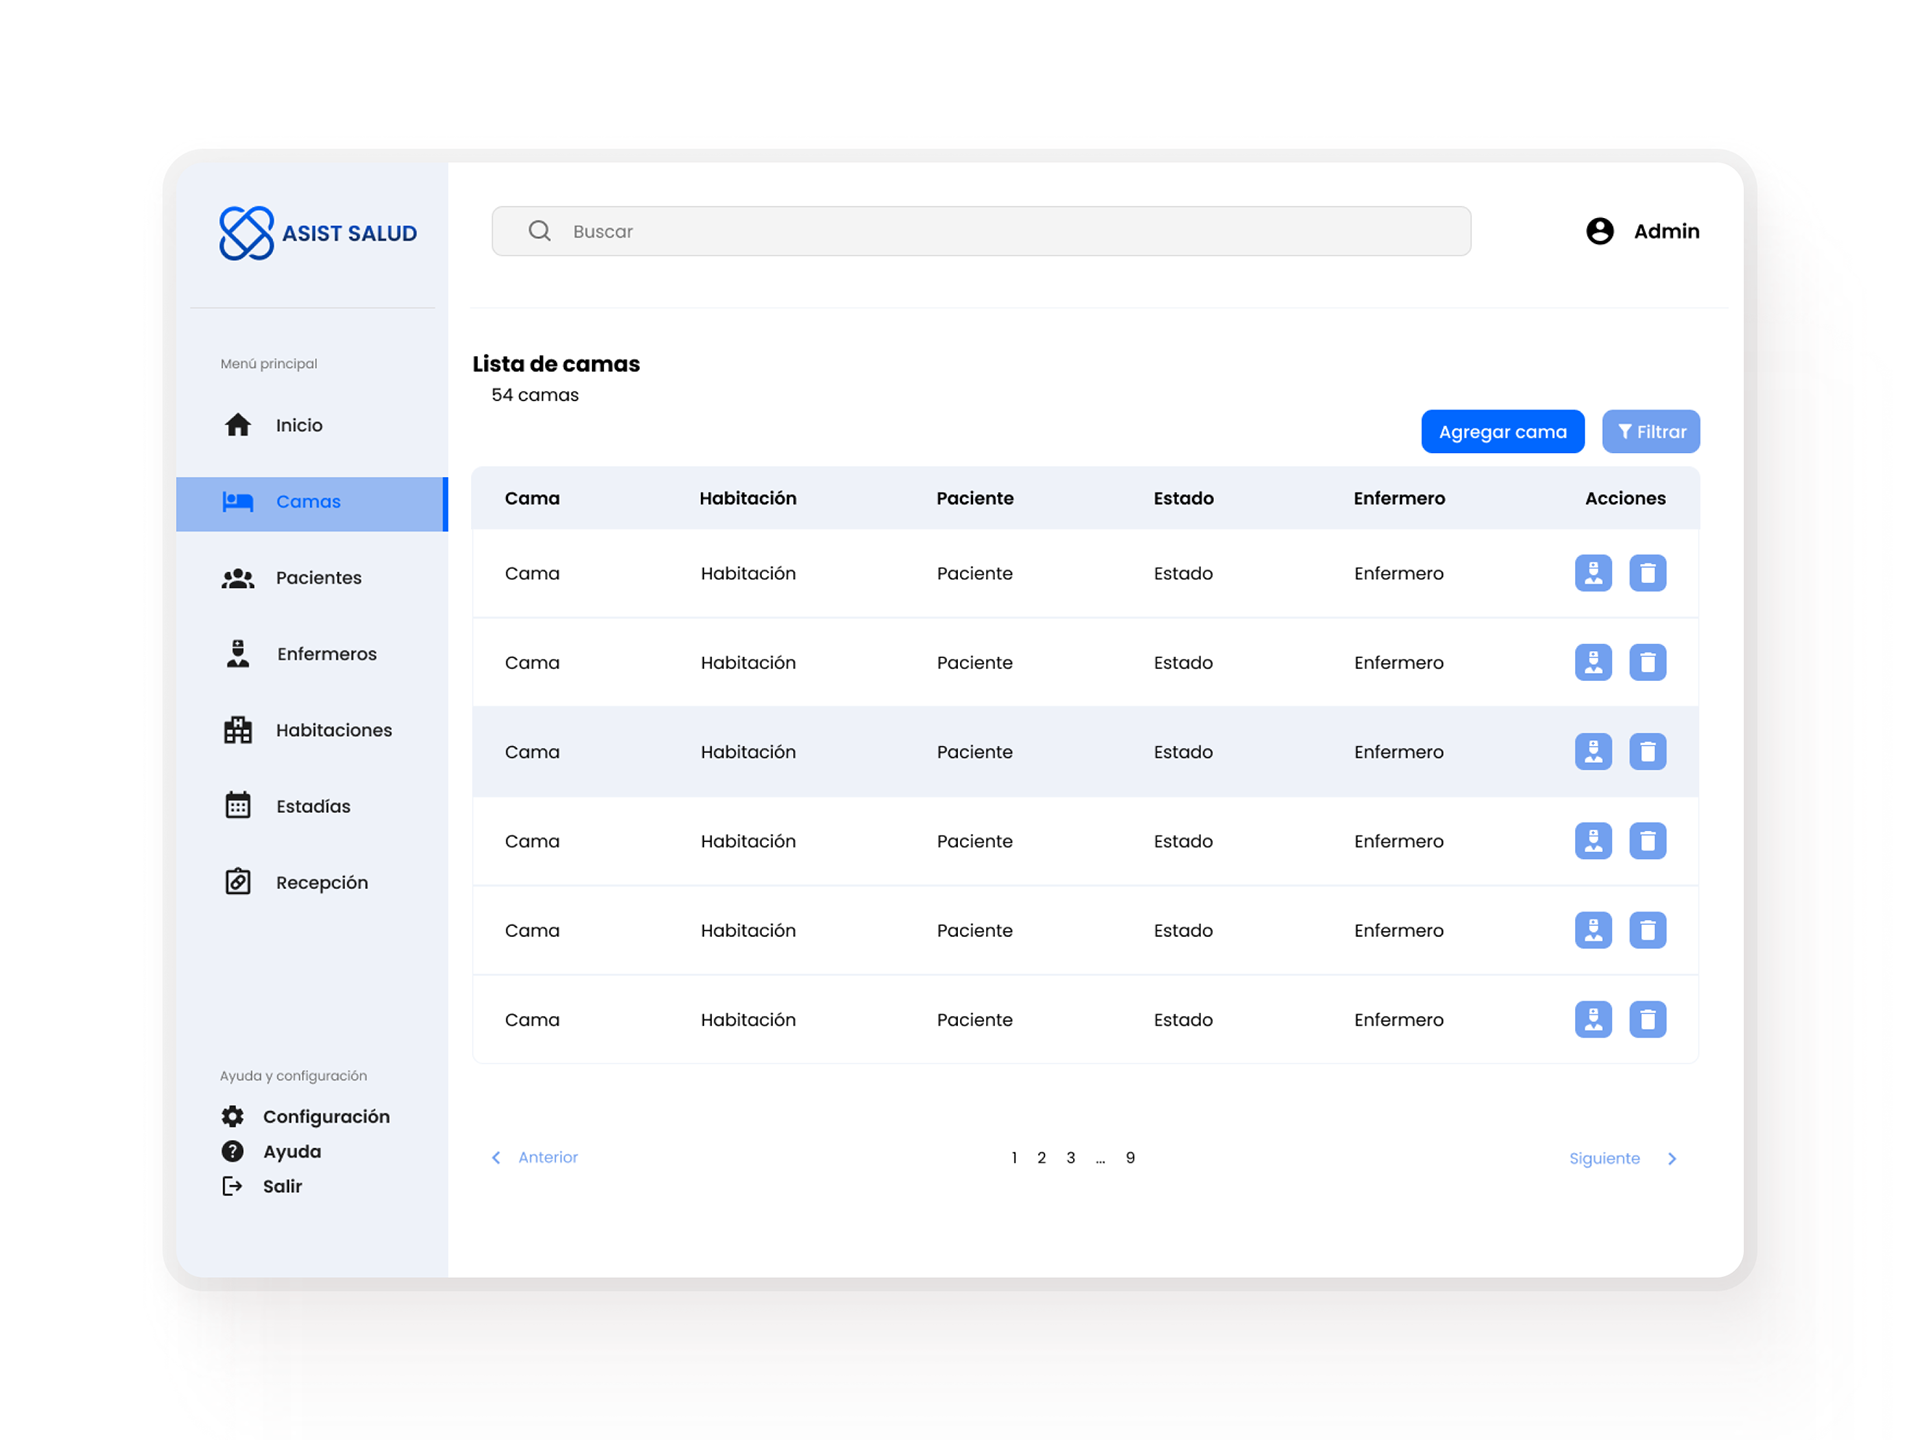 ASIST SALUD
Buscar
Admin
Menú principal
Inicio
Camas
Pacientes
Enfermeros
Habitaciones
Estadías
Recepción
Ayuda y configuración
Configuración
Ayuda
Salir
Lista de camas
54 camas
Agregar cama
Filtrar
Cama Habitación Paciente Estado Enfermero Acciones
Cama Habitación Paciente Estado Enfermero
Cama Habitación Paciente Estado Enfermero
Cama Habitación Paciente Estado Enfermero
Cama Habitación Paciente Estado Enfermero
Cama Habitación Paciente Estado Enfermero
Cama Habitación Paciente Estado Enfermero
Anterior 1 2 3 ... 9 Siguiente